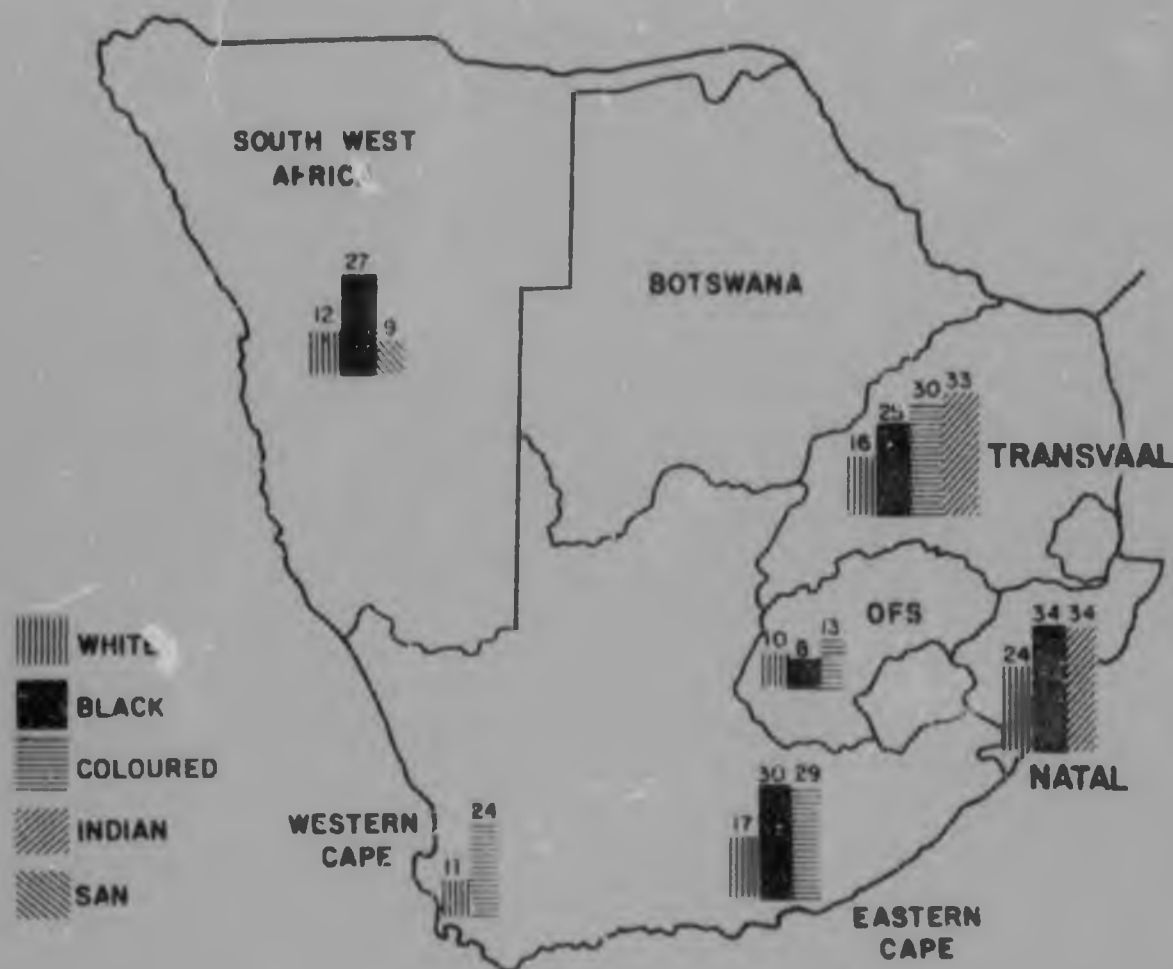 SOUTH WEST
AFRICA
27
12
9
BOTSWANA
33
30
25
16
TRANSVAAL
OFS
13
10
8
34 34
24
NATAL
WHITE
BLACK
COLOURED
INDIAN
SAN
WESTERN
CAPE
24
11
30 29
17
EASTERN
CAPE